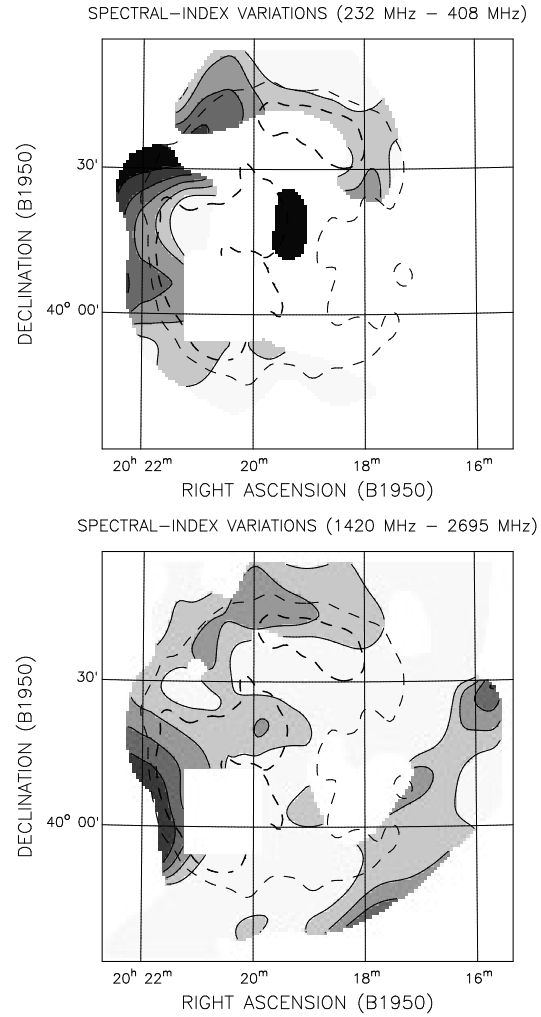 SPECTRAL-INDEX VARIATIONS (232 MHz - 408 MHz)
30'
40° 00'
DECLINATION (B1950)
20h 22m 20m 18m 16m
RIGHT ASCENSION (B1950)
SPECTRAL-INDEX VARIATIONS (1420 MHz - 2695 MHz)
30'
40° 00'
DECLINATION (B1950)
20h 22m 20m 18m 16m
RIGHT ASCENSION (B1950)